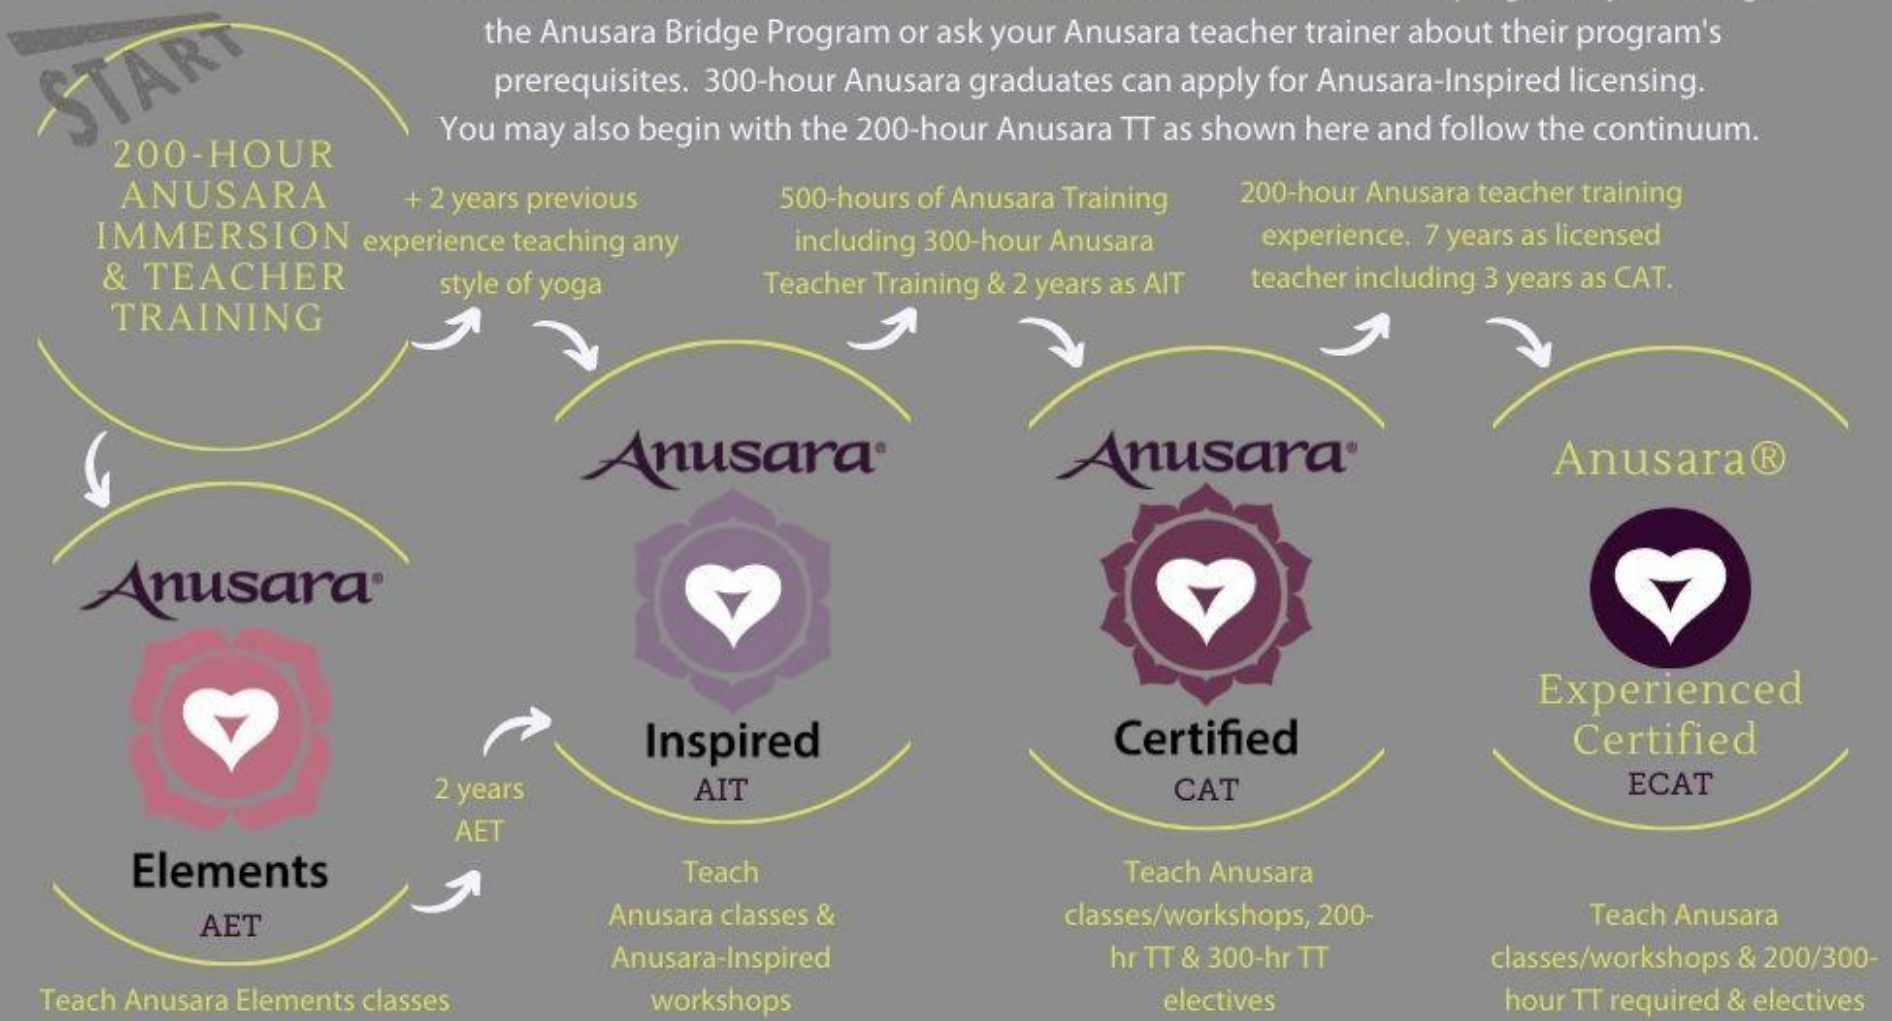 START
the Anusara Bridge Program or ask your Anusara teacher trainer about their program's
prerequisites. 300-hour Anusara graduates can apply for Anusara-Inspired licensing.
You may also begin with the 200-hour Anusara TT as shown here and follow the continuum.
200-HOUR
ANUSARA
IMMERSION
& TEACHER
TRAINING
+ 2 years previous
experience teaching any
style of yoga
500-hours of Anusara Training
including 300-hour Anusara
Teacher Training & 2 years as AIT
200-hour Anusara teacher training
experience. 7 years as licensed
teacher including 3 years as CAT.
Anusara®
Elements
AET
Teach Anusara Elements classes
2 years
AET
Anusara®
Inspired
AIT
Teach
Anusara classes &
Anusara-Inspired
workshops
Anusara®
Certified
CAT
Teach Anusara
classes/workshops, 200-
hr TT & 300-hr TT
electives
Anusara®
Experienced
Certified
ECAT
Teach Anusara
classes/workshops & 200/300-
hour TT required & electives